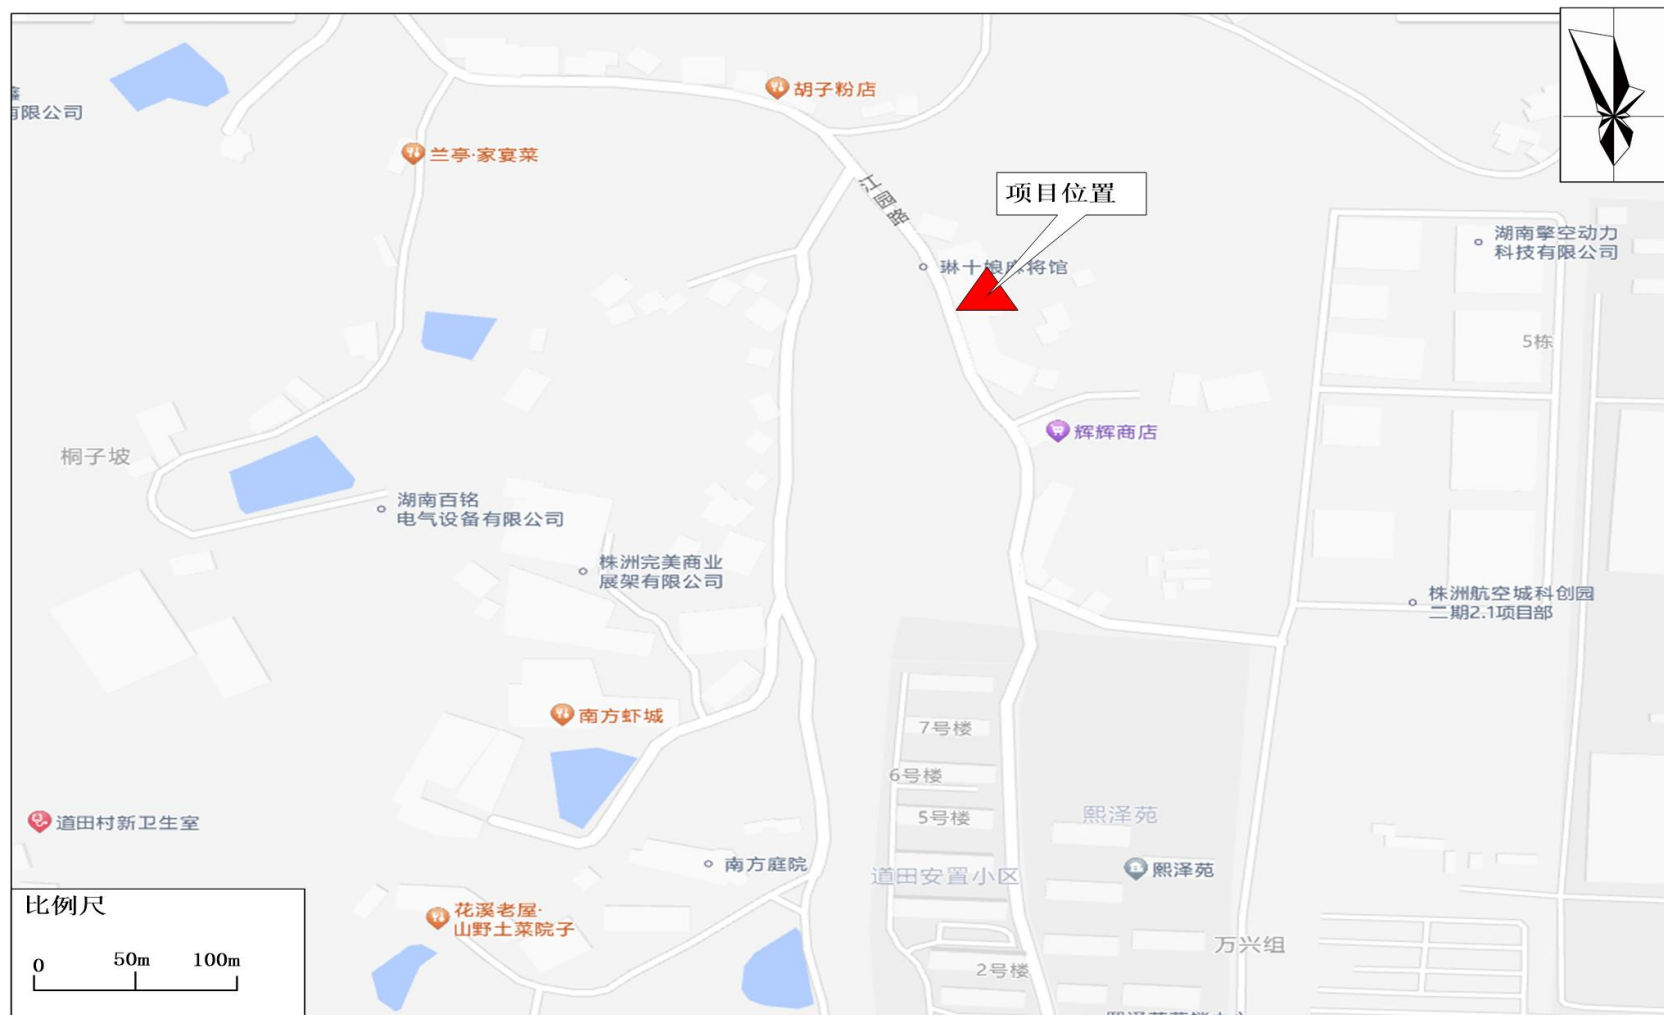 胡子粉店
有限公司
兰亭·家宴菜
项目位置
湖南擎空动力
科技有限公司
琳十娘麻将馆
5栋
辉辉商店
桐子坡
湖南百铭
电气设备有限公司
株洲完美商业
展架有限公司
株洲航空城科创园
二期2.1项目部
南方虾城
7号楼
6号楼
5号楼
熙泽苑
道田村新卫生室
南方庭院
道田安置小区
熙泽苑
比例尺
花溪老屋·
山野土菜院子
万兴组
0 50m 100m
2号楼